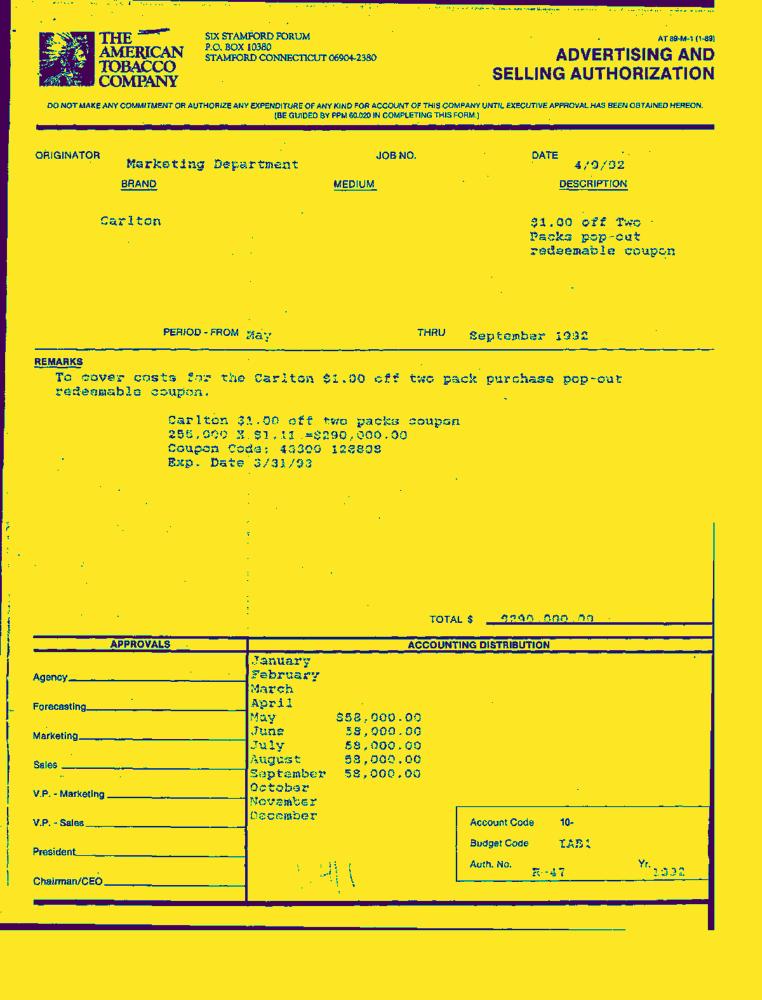 THE
AMERICAN
TOBACCO
COMPANY
SIX STAMFORD FORUM
P.O. BOX 10380
STAMFORD CONNECTICUT 06904-2380
AT 89-M-1 (1-89)
ADVERTISING AND
SELLING AUTHORIZATION
DO NOT MAKE ANY COMMITMENT OR AUTHORIZE ANY EXPENDITURE OF ANY KIND FOR ACCOUNT OF THIS COMPANY UNTIL EXECUTIVE APPROVAL HAS BEEN OBTAINED HEREON.
(BE GUIDED BY PPM 60.020 IN COMPLETING THIS FORM.)
ORIGINATOR Marketing Department JOB NO. DATE 4/9/92
BRAND MEDIUM DESCRIPTION
Carlton $1.00 off Two
Packs pop-out
redeemable coupon
PERIOD - FROM May THRU September 1992
REMARKS
To cover costs for the Carlton $1.00 off two pack purchase pop-out
redeemable coupon.
Carlton $1.00 off two packs coupon
$1.11 =$290,000.00
Coupon Code:
Exp. Date 3/31/93
TOTAL $ $290,000.00
APPROVALS ACCOUNTING DISTRIBUTION
January
Agency February
March
Forecasting April
May $58,000.00
Marketing June 58,000.00
July 58,000.00
Sales August 58,000.00
September 58,000.00
V.P. - Marketing October
November
V.P. - Sales December
Account Code 10-
Budget Code IAB1
President
Auth. No. R-47 Yr. 1992
Chairman/CEO